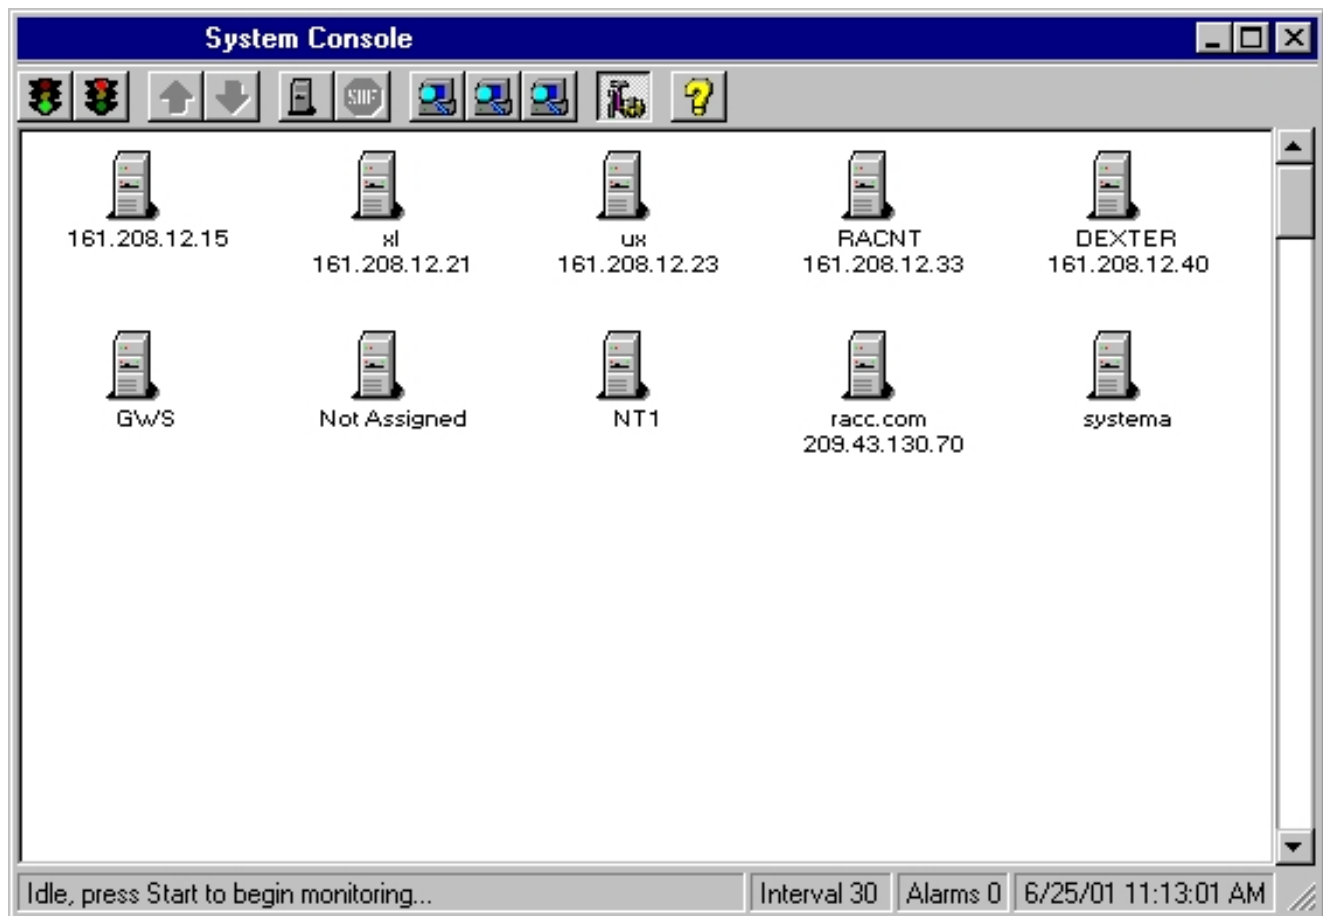 System Console
161.208.12.15
xl
161.208.12.21
ux
161.208.12.23
RACNT
161.208.12.33
DEXTER
161.208.12.40
GWS
Not Assigned
NT1
racc.com
209.43.130.70
systema
Idle, press Start to begin monitoring...
Interval 30
Alarms 0
6/25/01 11:13:01 AM